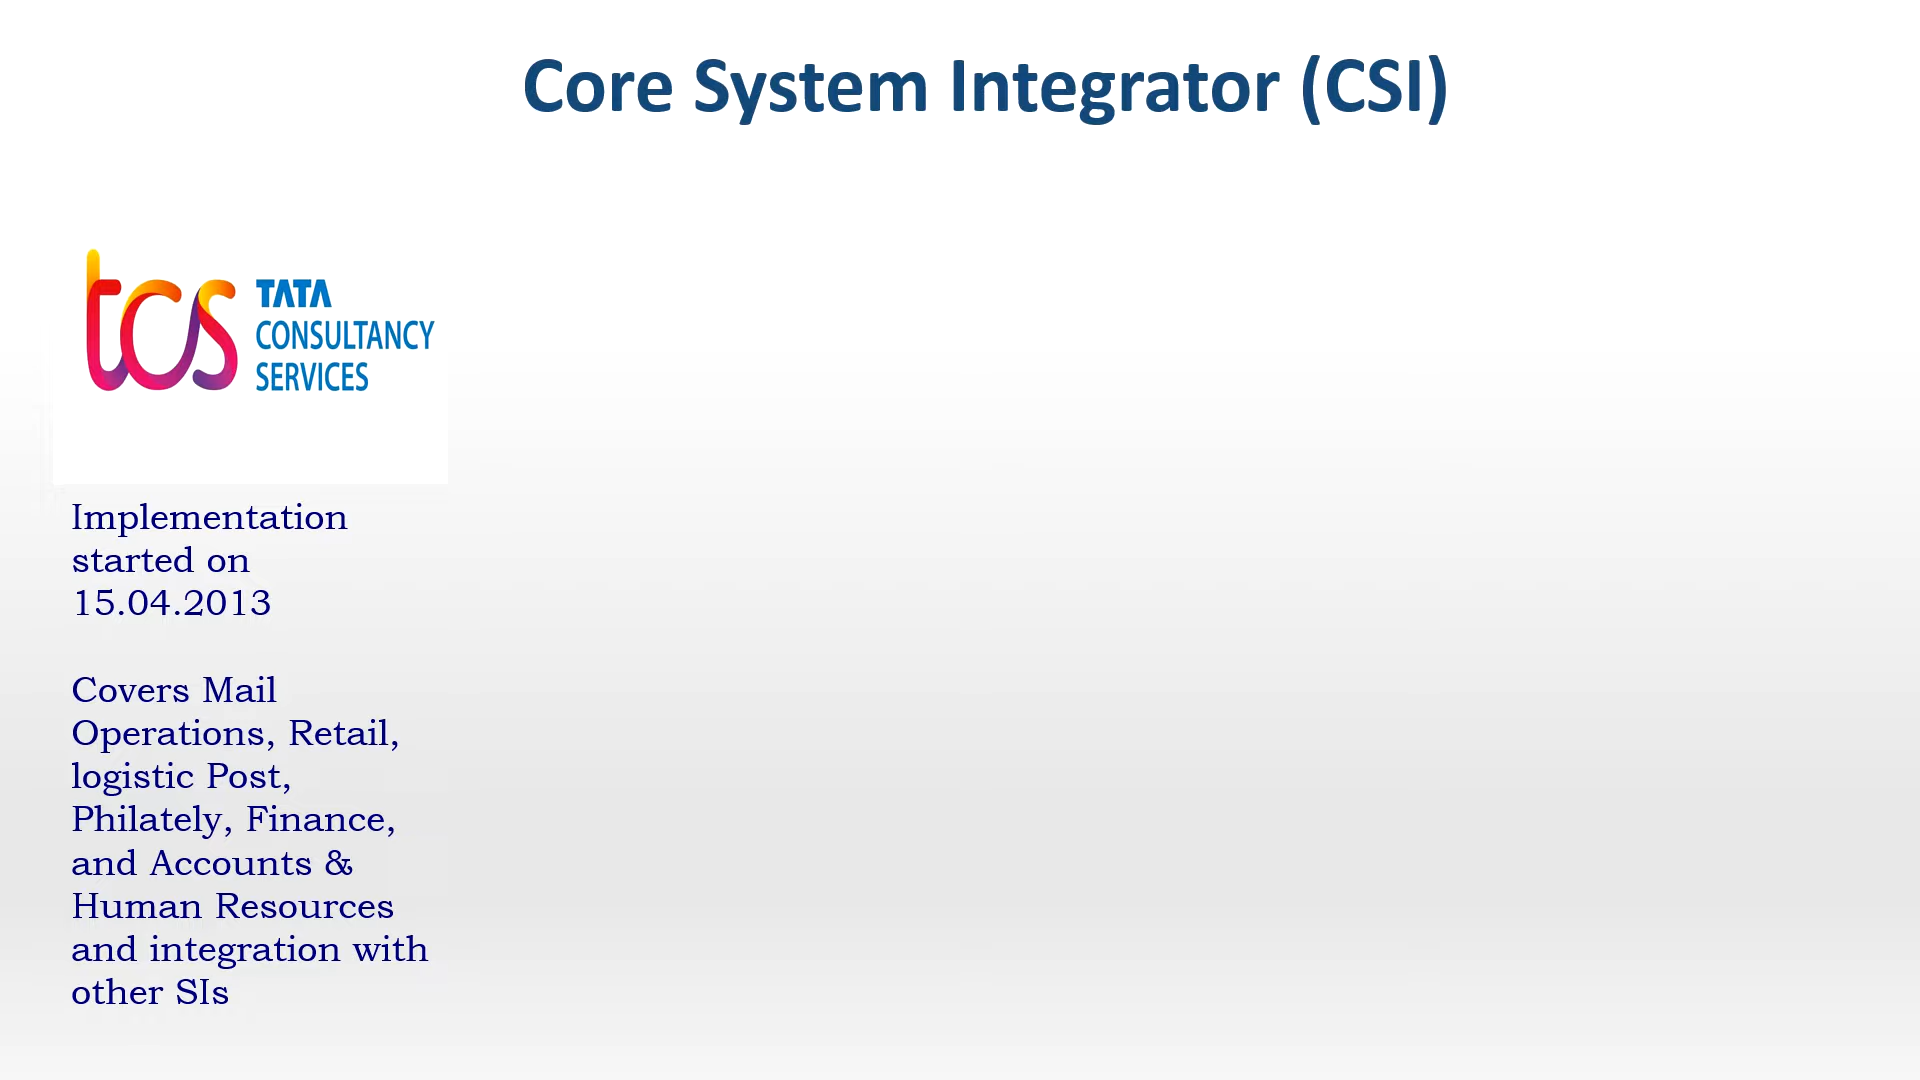 Core System Integrator (CSI)
tcs
TATA
CONSULTANCY
SERVICES
Implementation
started on
15.04.2013
Covers Mail
Operations, Retail,
logistic Post,
Philately, Finance,
and Accounts &
Human Resources
and integration with
other SIs